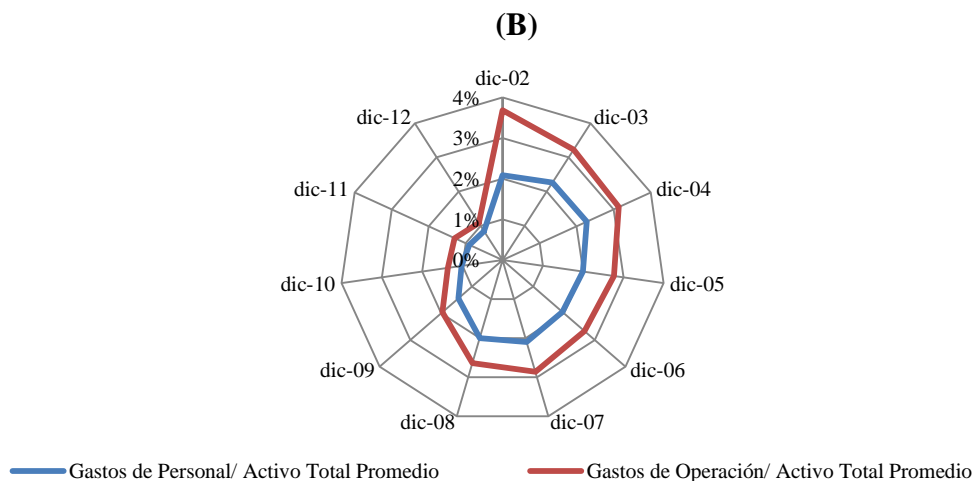 (B)
dic-02
dic-03
dic-04
dic-05
dic-06
dic-07
dic-08
dic-09
dic-10
dic-11
dic-12
4%
3%
2%
1%
0%
Gastos de Personal/ Activo Total Promedio
Gastos de Operación/ Activo Total Promedio